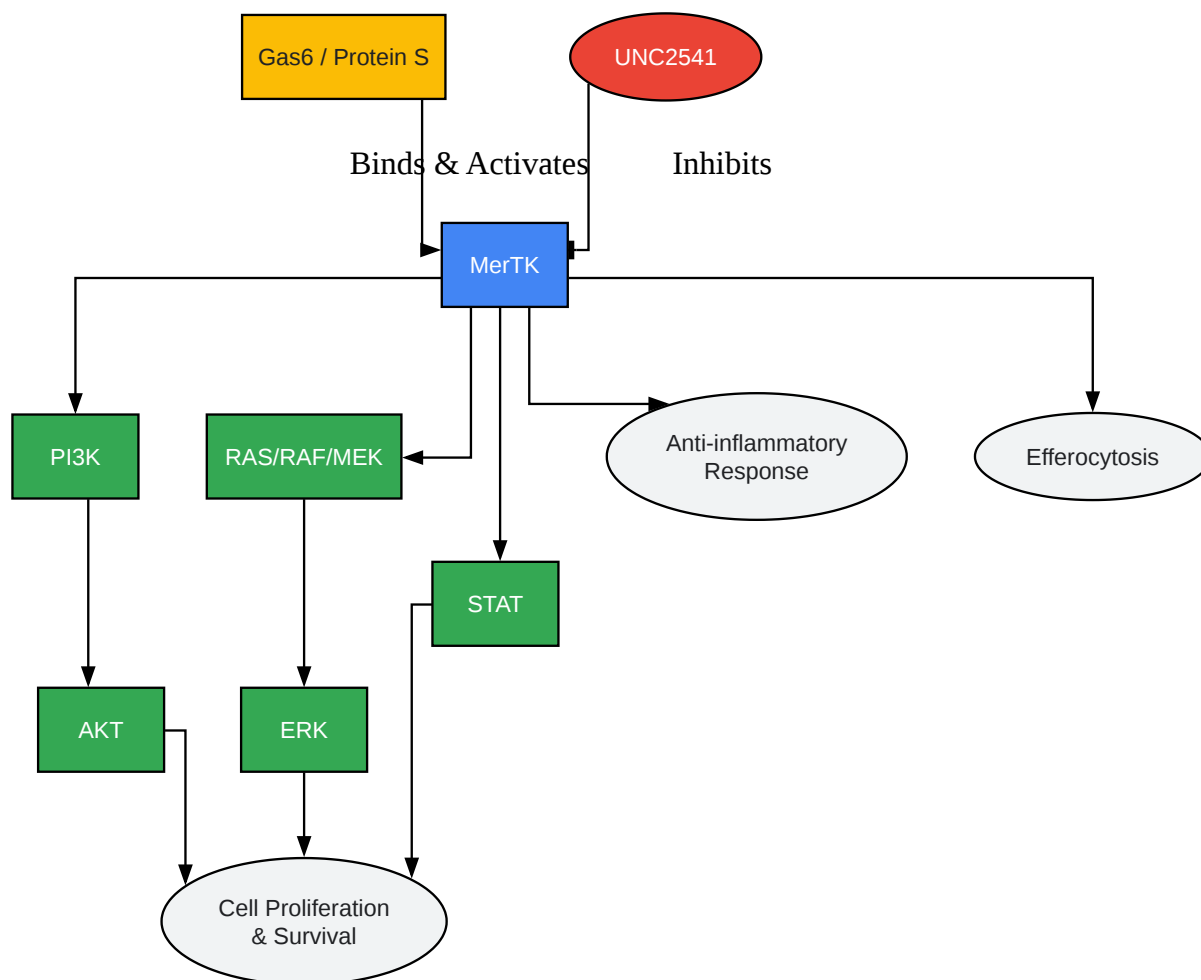 Gas6 / Protein S
UNC2541
Binds & Activates
Inhibits
MerTK
PI3K
RAS/RAF/MEK
Anti-inflammatory
Response
Efferocytosis
STAT
AKT
ERK
Cell Proliferation
& Survival